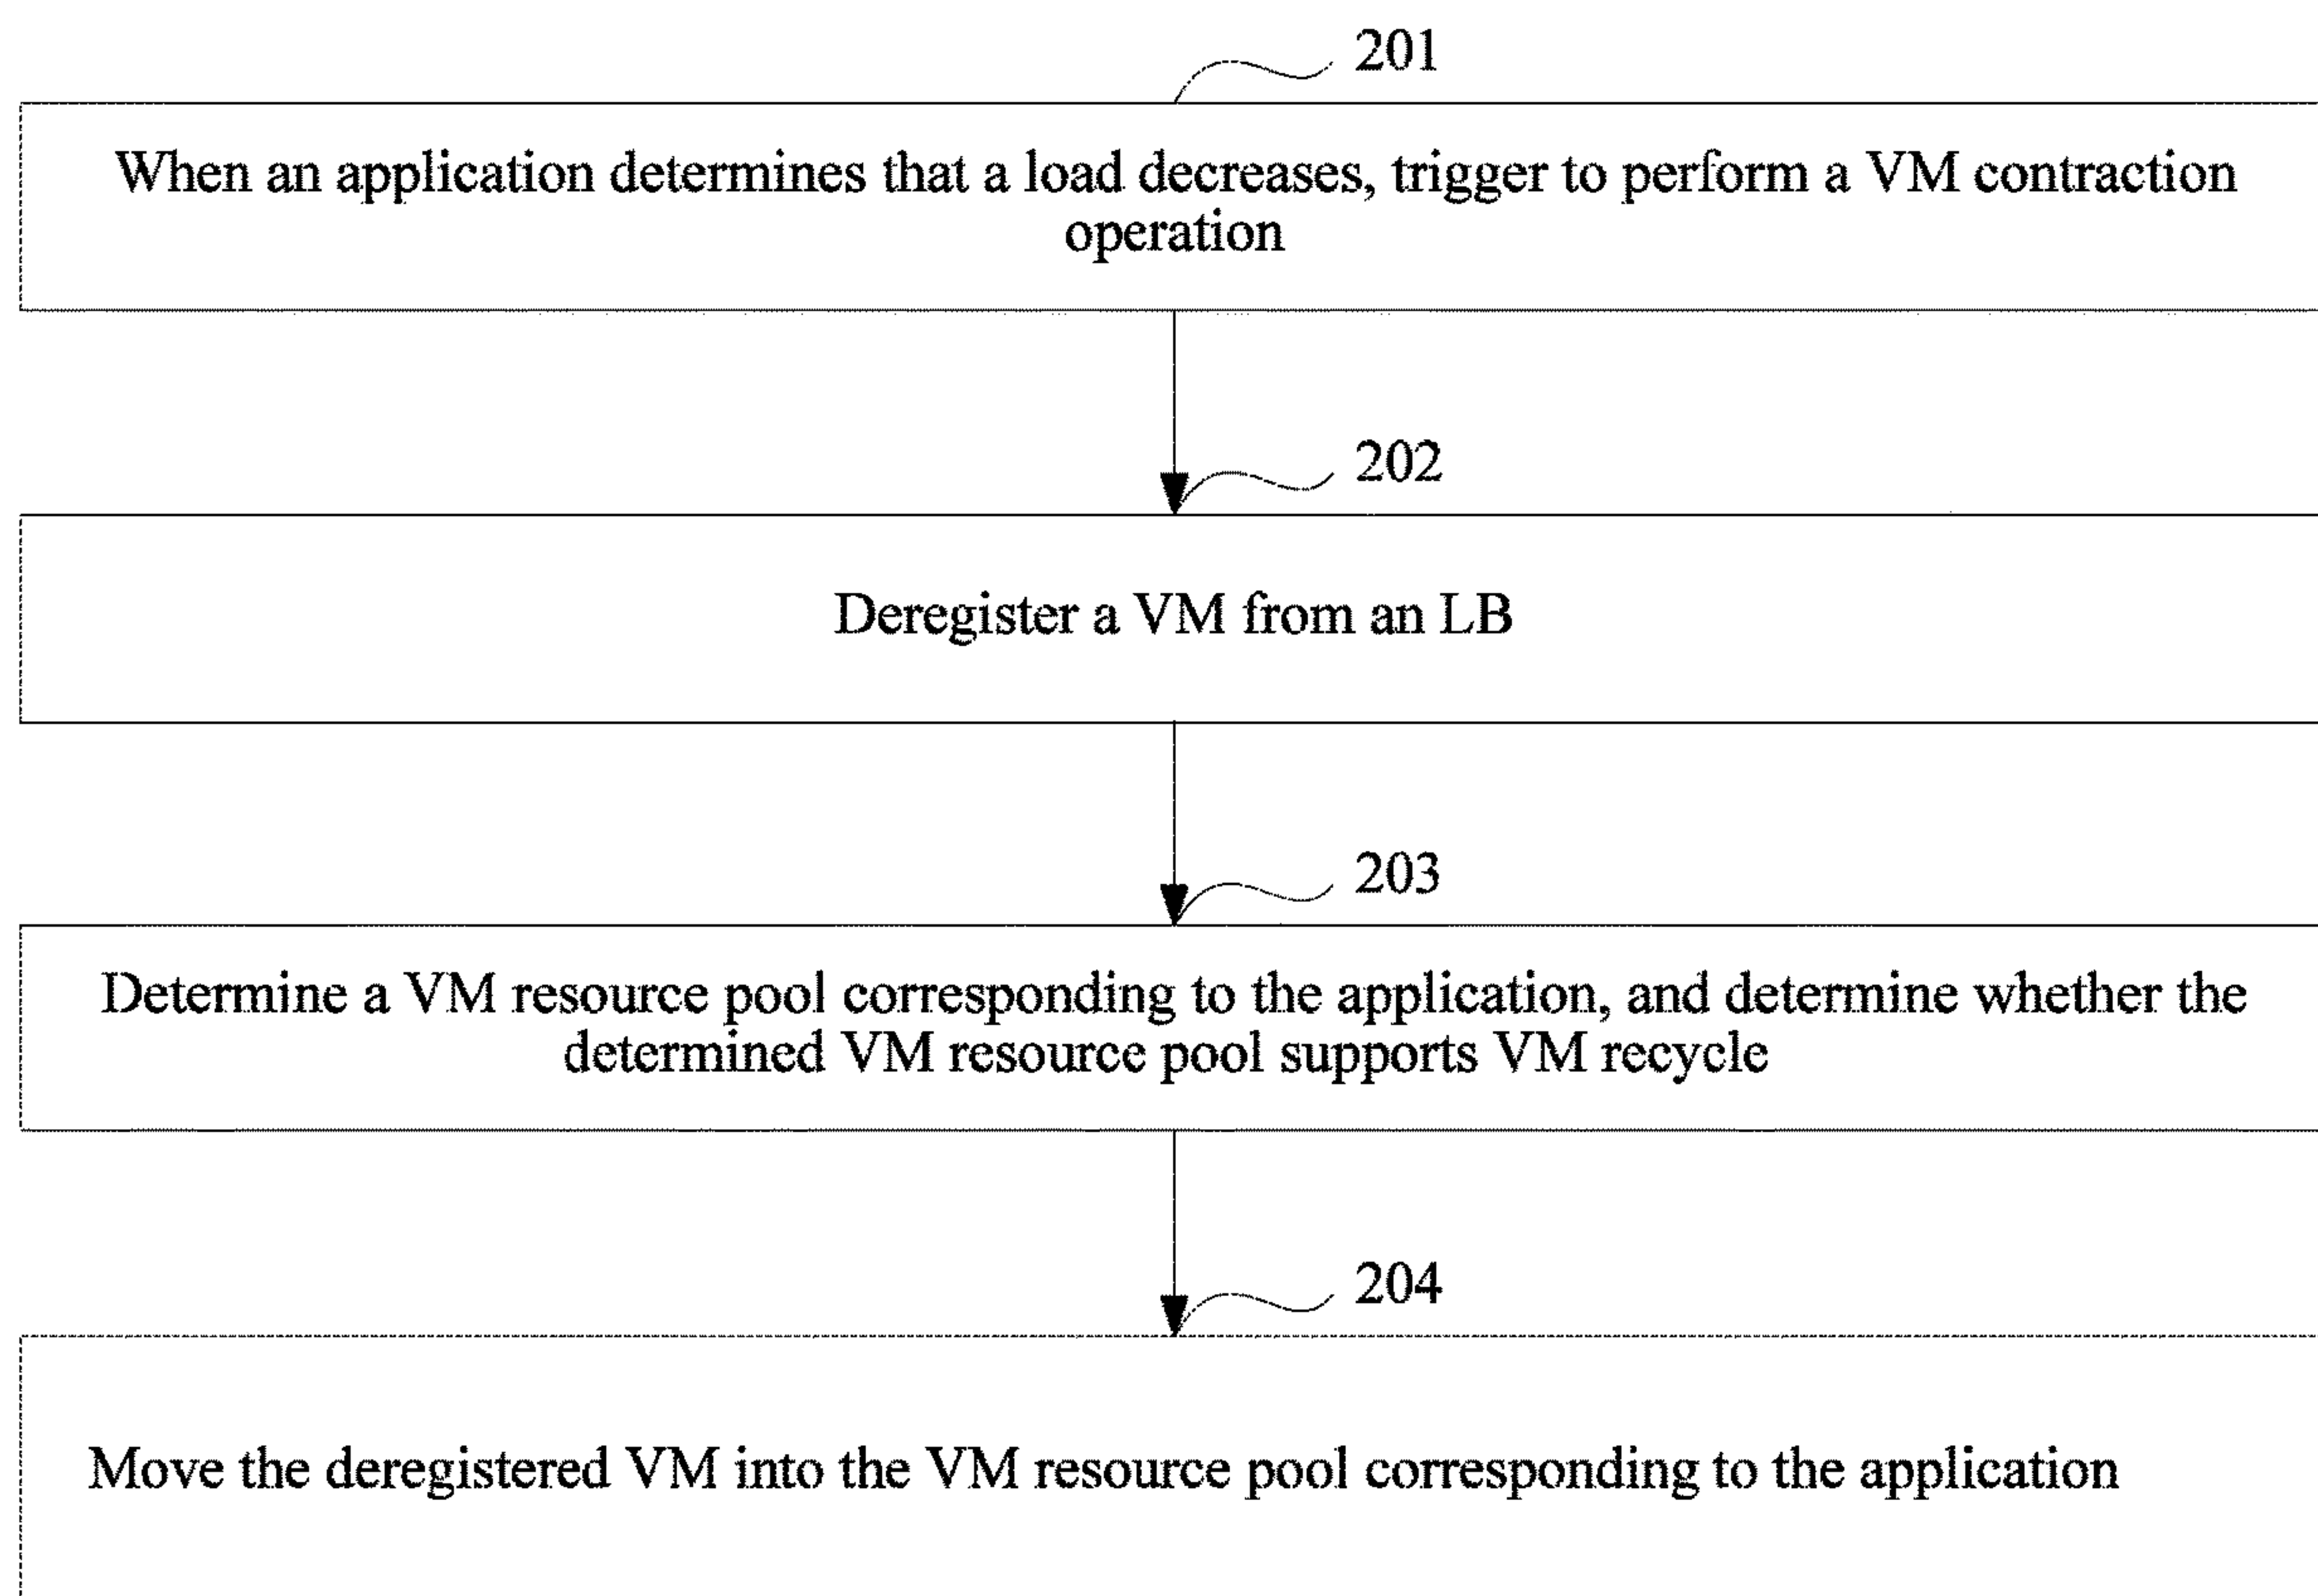 201
When an application determines that a load decreases, trigger to perform a VM contraction
operation
202
Deregister a VM from an LB
203
Determine a VM resource pool corresponding to the application, and determine whether the
determined VM resource pool supports VM recycle
204
Move the deregistered VM into the VM resource pool corresponding to the application